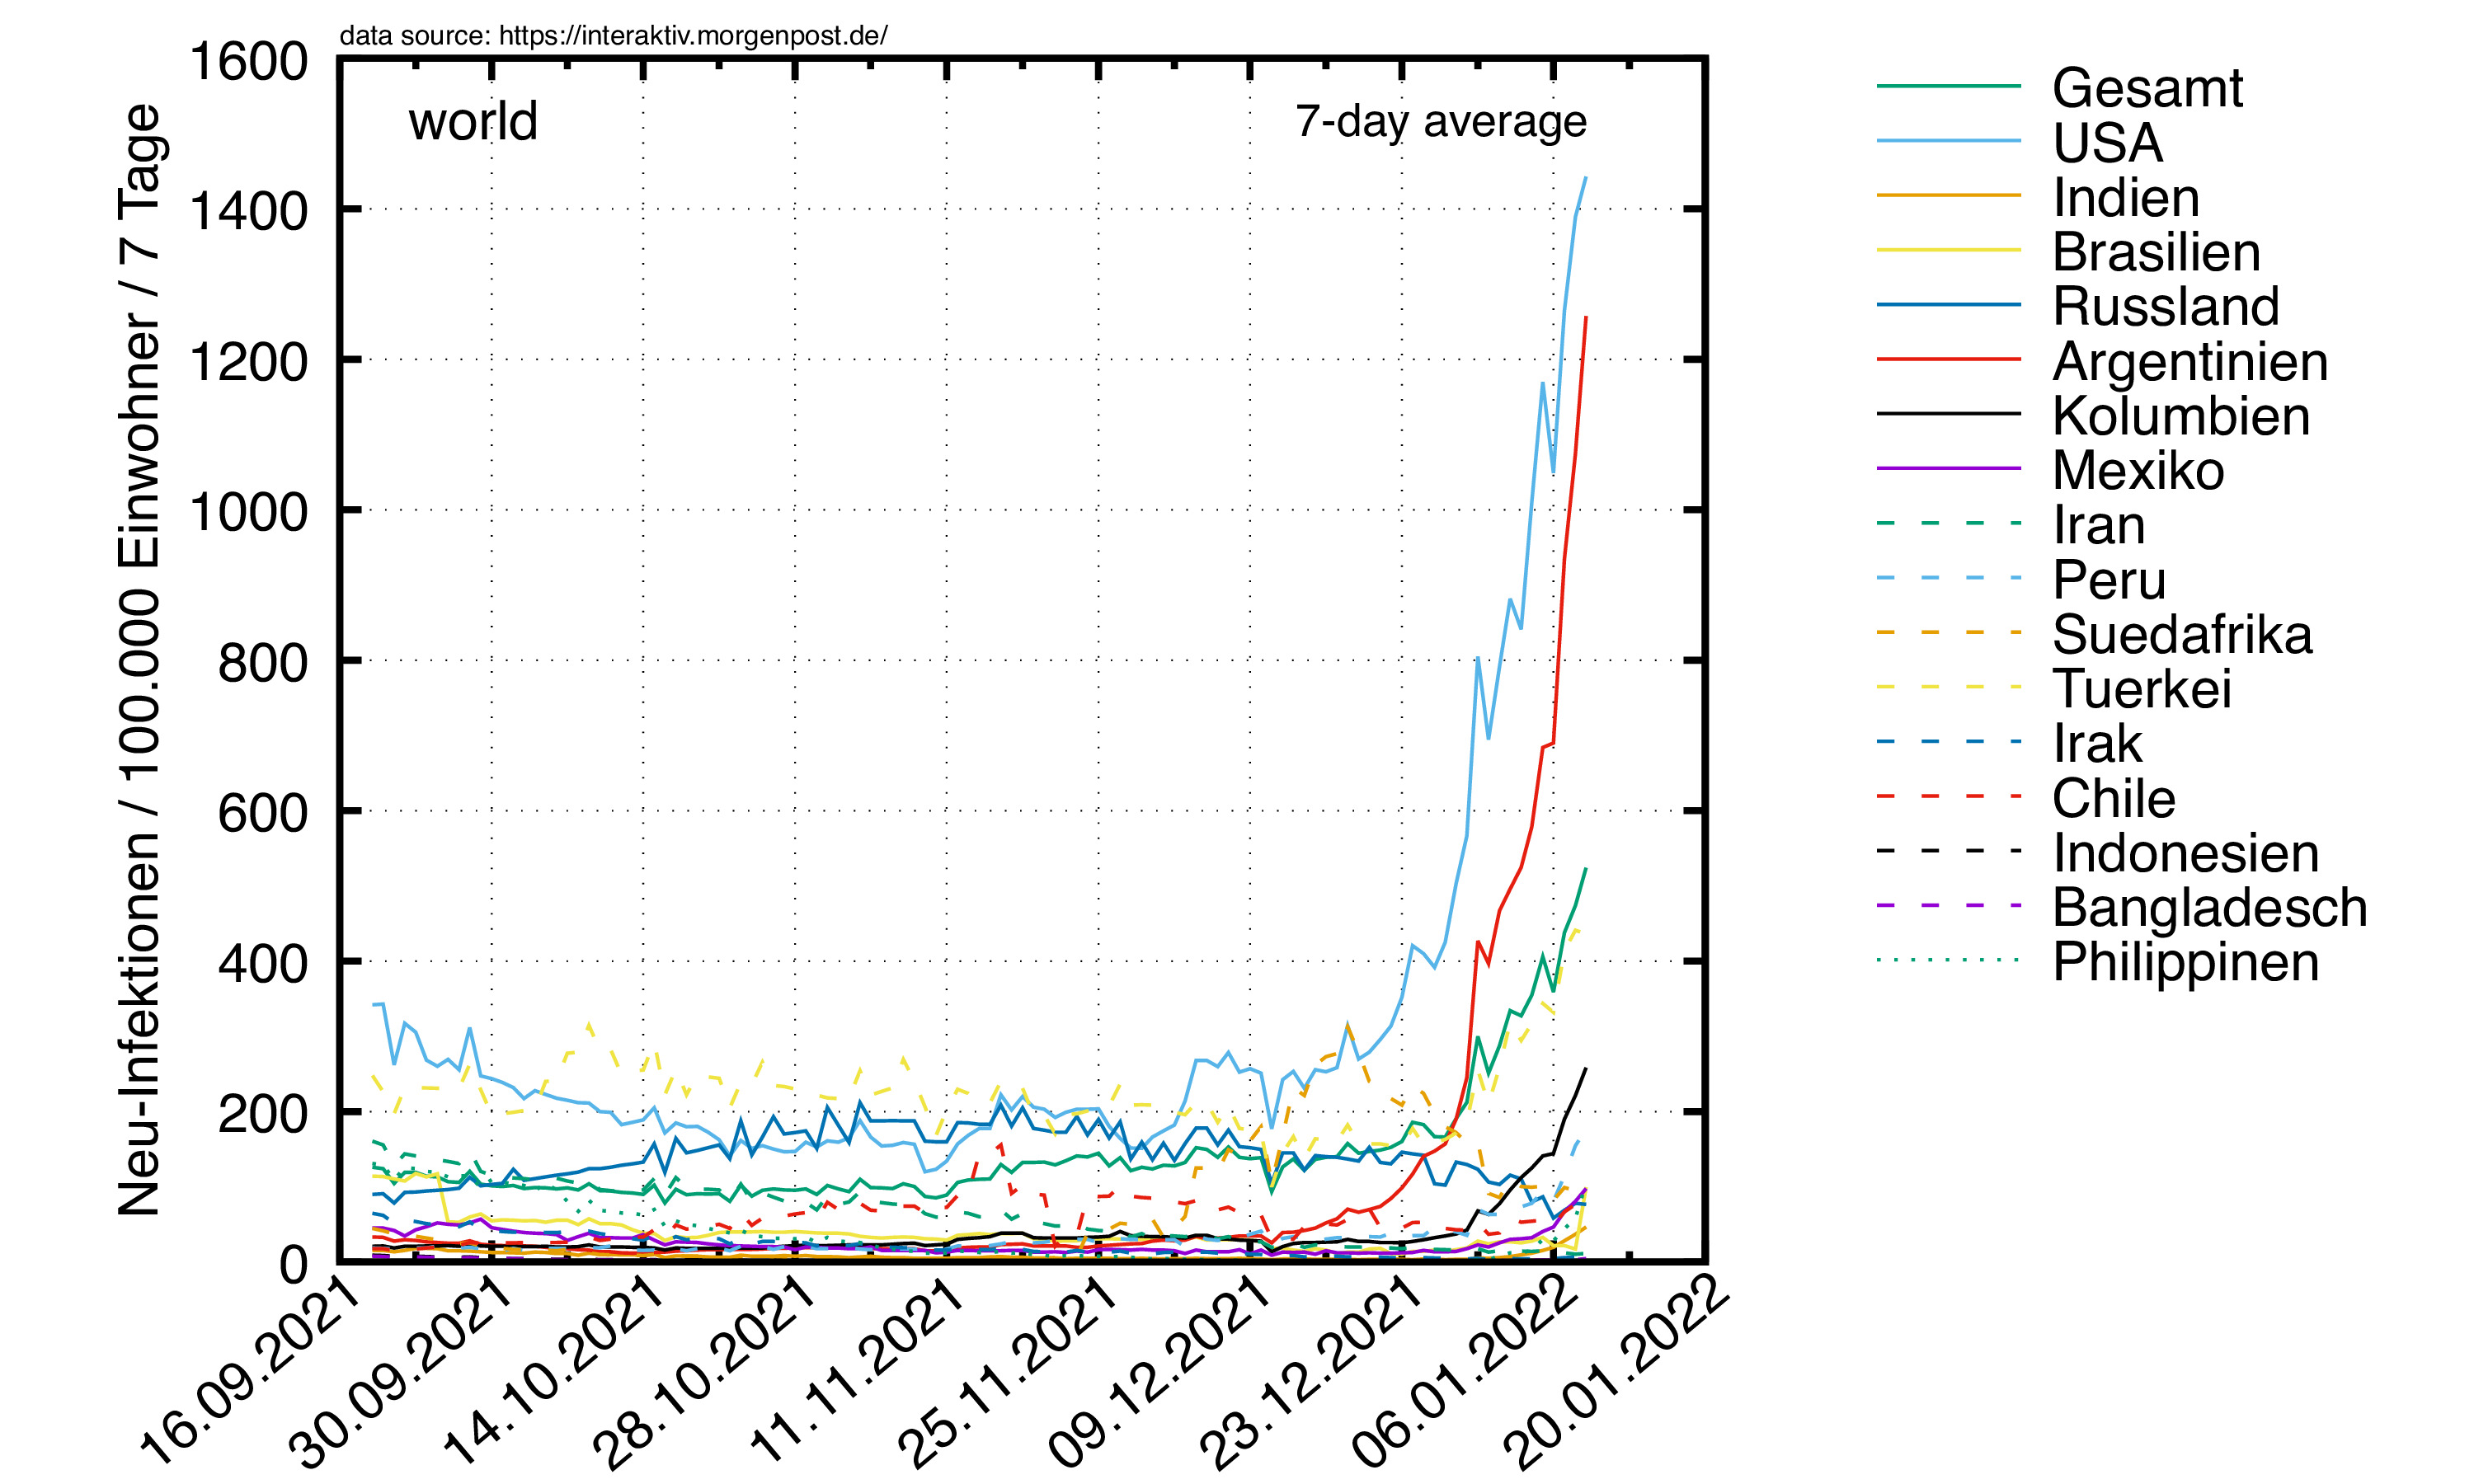 data source: https://interaktiv.morgenpost.de/
world
7-day average
Neu-Infektionen / 100.000 Einwohner / 7 Tage
1600
1400
1200
1000
800
600
400
200
0
16.09.2021
30.09.2021
14.10.2021
28.10.2021
11.11.2021
25.11.2021
09.12.2021
23.12.2021
06.01.2022
20.01.2022
Gesamt
USA
Indien
Brasilien
Russland
Argentinien
Kolumbien
Mexiko
Iran
Peru
Suedafrika
Tuerkei
Irak
Chile
Indonesien
Bangladesch
Philippinen